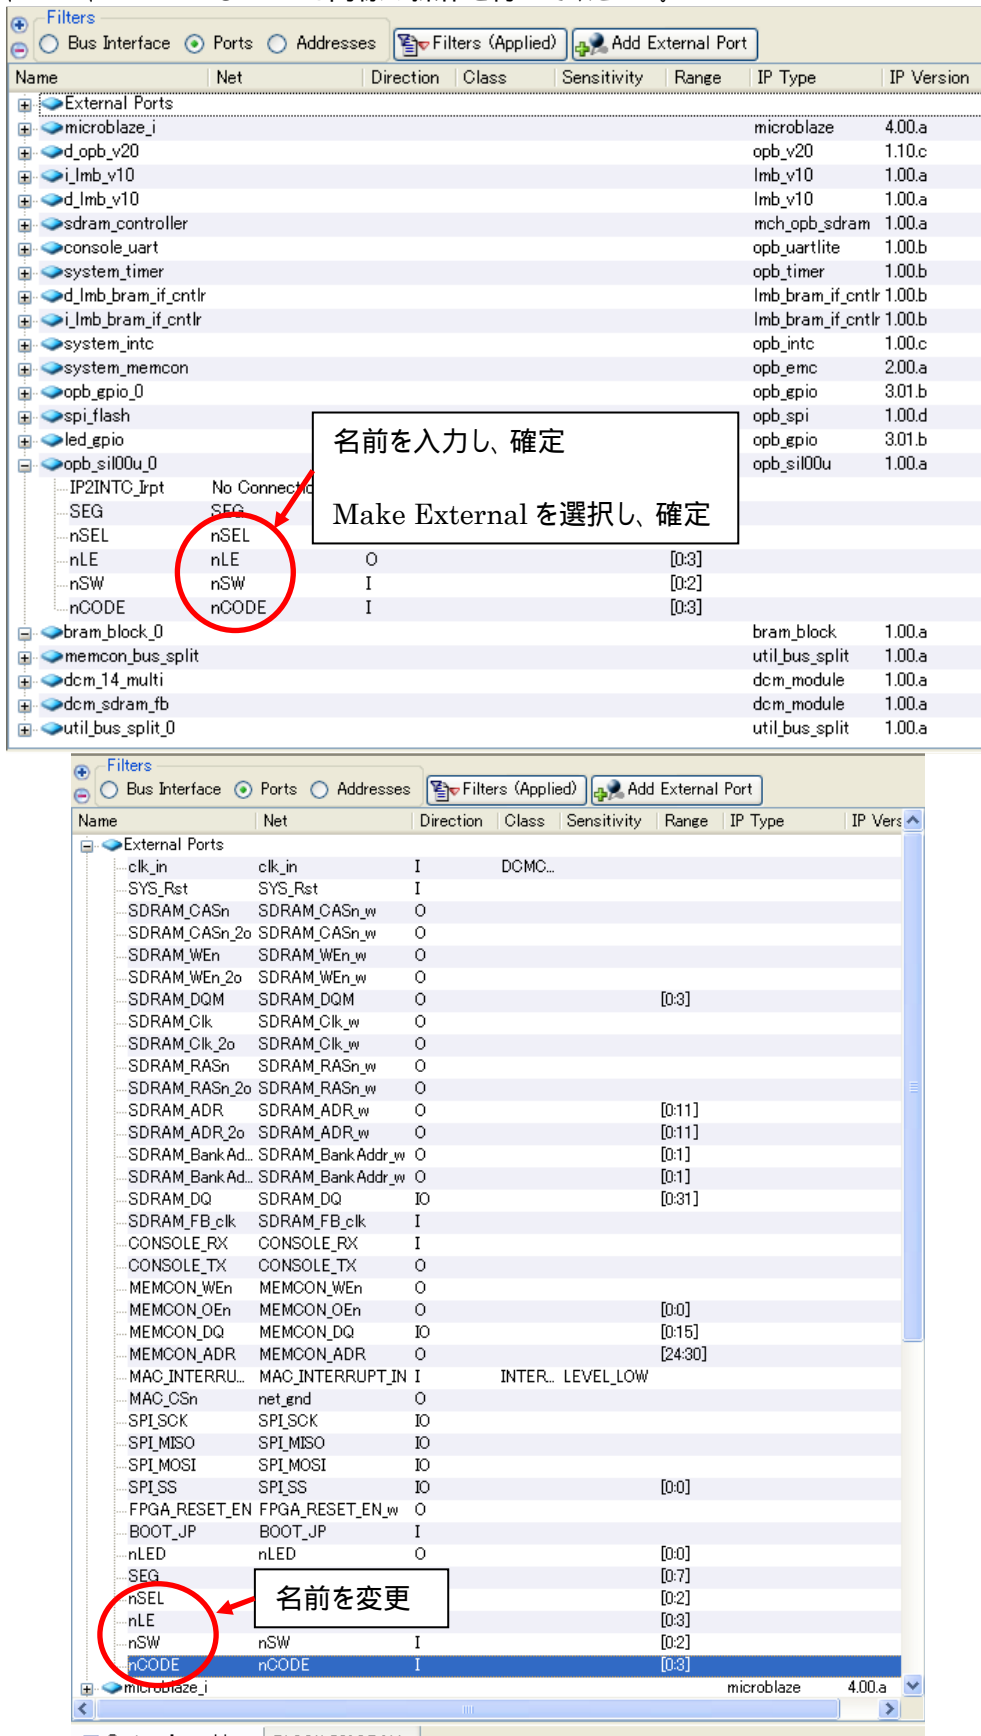 Filters
Bus Interface Ports Addresses Filters (Applied) Add External Port
Name Net Direction Class Sensitivity Range IP Type IP Version
External Ports
microblaze_i microblaze 4.00.a
d_opb_v20 opb_v20 1.10.c
i_lmb_v10 lmb_v10 1.00.a
d_lmb_v10 lmb_v10 1.00.a
sdram_controller mch_opb_sdram 1.00.a
console_uart opb_uartlite 1.00.b
system_timer opb_timer 1.00.b
d_lmb_bram_if_cntlr lmb_bram_if_cntlr 1.00.b
i_lmb_bram_if_cntlr lmb_bram_if_cntlr 1.00.b
system_intc opb_intc 1.00.c
system_memcon opb_emc 2.00.a
opb_gpio_0 opb_gpio 3.01.b
spi_flash opb_spi 1.00.d
led_gpio opb_gpio 3.01.b
名前を入力し、確定
opb_sil00u_0 opb_sil00u 1.00.a
IP2INTC_Irpt No Connectio
Make External を選択し、確定
SEG SEG
nSEL nSEL
nLE nLE O [0:3]
nSW nSW I [0:2]
nCODE nCODE I [0:3]
bram_block_0 bram_block 1.00.a
memcon_bus_split util_bus_split 1.00.a
dcm_14_multi dcm_module 1.00.a
dcm_sdram_fb dcm_module 1.00.a
util_bus_split_0 util_bus_split 1.00.a
Filters
Bus Interface Ports Addresses Filters (Applied) Add External Port
Name Net Direction Class Sensitivity Range IP Type IP Vers
External Ports
clk_in clk_in I DCMC...
SYS_Rst SYS_Rst I
SDRAM_CASn SDRAM_CASn_w O
SDRAM_CASn_2o SDRAM_CASn_w O
SDRAM_WEn SDRAM_WEn_w O
SDRAM_WEn_2o SDRAM_WEn_w O
SDRAM_DQM SDRAM_DQM O [0:3]
SDRAM_Clk SDRAM_Clk_w O
SDRAM_Clk_2o SDRAM_Clk_w O
SDRAM_RASn SDRAM_RASn_w O
SDRAM_RASn_2o SDRAM_RASn_w O
SDRAM_ADR SDRAM_ADR_w O [0:11]
SDRAM_ADR_2o SDRAM_ADR_w O [0:11]
SDRAM_BankAd... SDRAM_BankAddr_w O [0:1]
SDRAM_BankAd... SDRAM_BankAddr_w O [0:1]
SDRAM_DQ SDRAM_DQ IO [0:31]
SDRAM_FB_clk SDRAM_FB_clk I
CONSOLE_RX CONSOLE_RX I
CONSOLE_TX CONSOLE_TX O
MEMCON_WEn MEMCON_WEn O
MEMCON_OEn MEMCON_OEn O [0:0]
MEMCON_DQ MEMCON_DQ IO [0:15]
MEMCON_ADR MEMCON_ADR O [24:30]
MAC_INTERRU... MAC_INTERRUPT_IN I INTER... LEVEL_LOW
MAC_CSn net_gnd O
SPI_SCK SPI_SCK IO
SPI_MISO SPI_MISO IO
SPI_MOSI SPI_MOSI IO
SPI_SS SPI_SS IO [0:0]
FPGA_RESET_EN FPGA_RESET_EN_w O
BOOT_JP BOOT_JP I
nLED nLED O [0:0]
SEG [0:7]
nSEL [0:2]
名前を変更
nLE [0:3]
nSW nSW I [0:2]
nCODE nCODE I [0:3]
microblaze_i microblaze 4.00.a